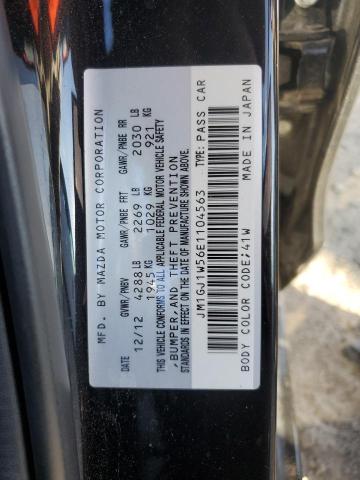 MFD. BY MAZDA MOTOR CORPORATION
DATE GVWR/PNBV GAWR/PNBE FRT GAWR/PNBE RR
12/12 4288 LB 2269 LB 2030 LB
1945 KG 1029 KG 921 KG
THIS VEHICLE CONFORMS TO ALL APPLICABLE FEDERAL MOTOR VEHICLE SAFETY
,BUMPER,AND THEFT PREVENTION
STANDARDS IN EFFECT ON THE DATE OF MANUFACTURE SHOWN ABOVE.
JM1GJ1W56E1104563 TYPE: PASS CAR
BODY COLOR CODE:41W MADE IN JAPAN